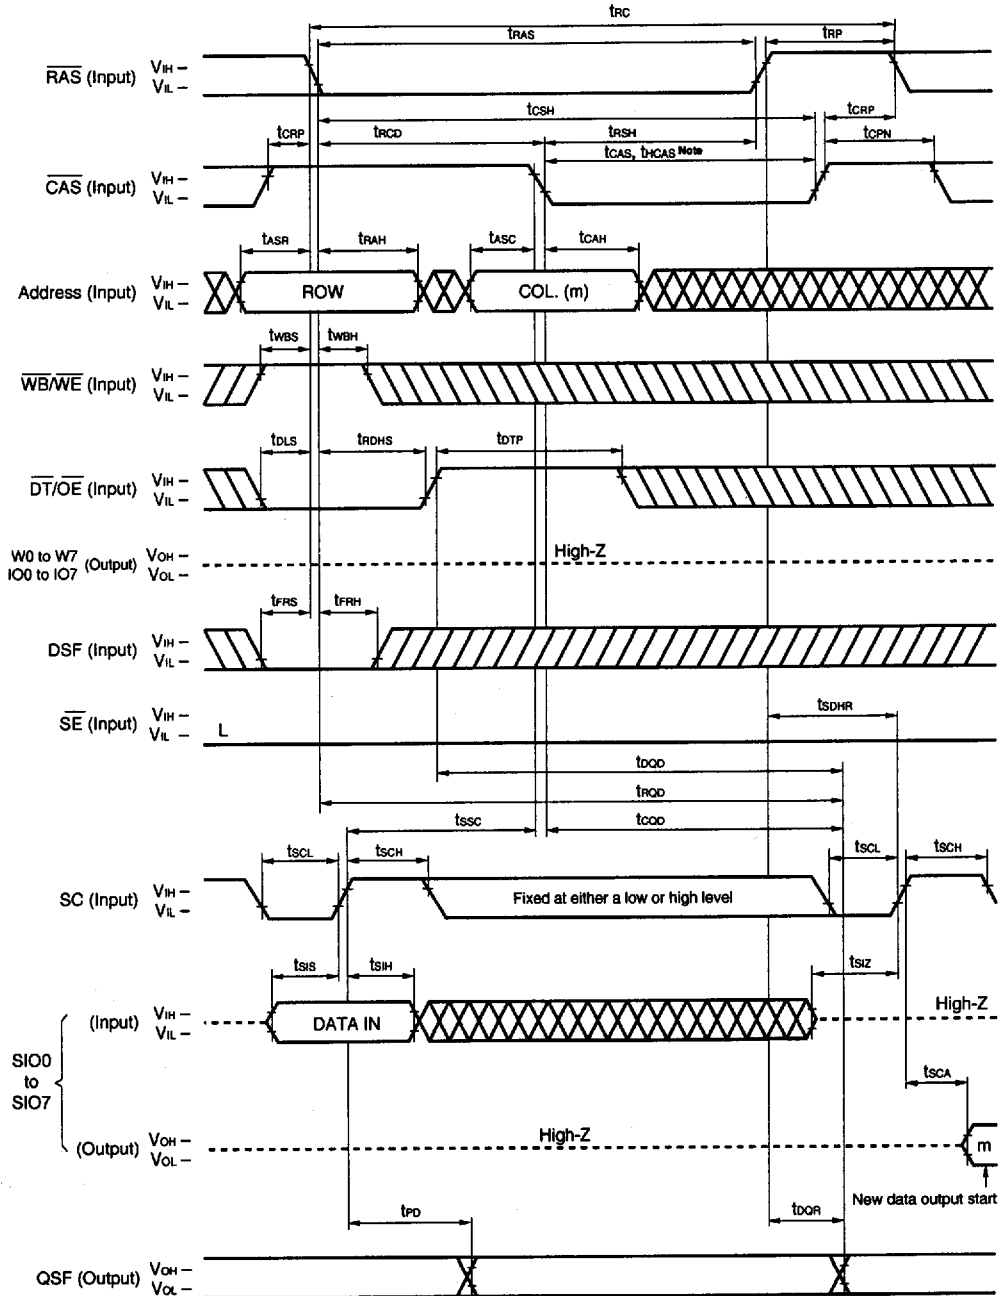 tRC
tRAS tRP
RAS (Input) VIH
VIL
tCSH tCRP
tCRP tRCD tRSH tCPN
tCAS, tHCAS Note
CAS (Input) VIH
VIL
tASR tRAH tASC tCAH
Address (Input) VIH ROW COL. (m)
VIL
tWBS tWBH
WB/WE (Input) VIH
VIL
tDLS tRDHS tDTP
DT/OE (Input) VIH
VIL
W0 to W7 (Output) VOH High-Z
IO0 to IO7 VOL
tFRS tFRH
DSF (Input) VIH
VIL
tSDHR
SE (Input) VIH
VIL L
tDQD
tRQD
tSSC tCQD
tSCL tSCH tSCL tSCH
SC (Input) VIH Fixed at either a low or high level
VIL
tSIS tSIH tSIZ
(Input) VIH DATA IN High-Z
VIL
SIO0
to
SIO7
tSCA
(Output) VOH High-Z m
VOL
New data output start
tPD tDQR
QSF (Output) VOH
VOL